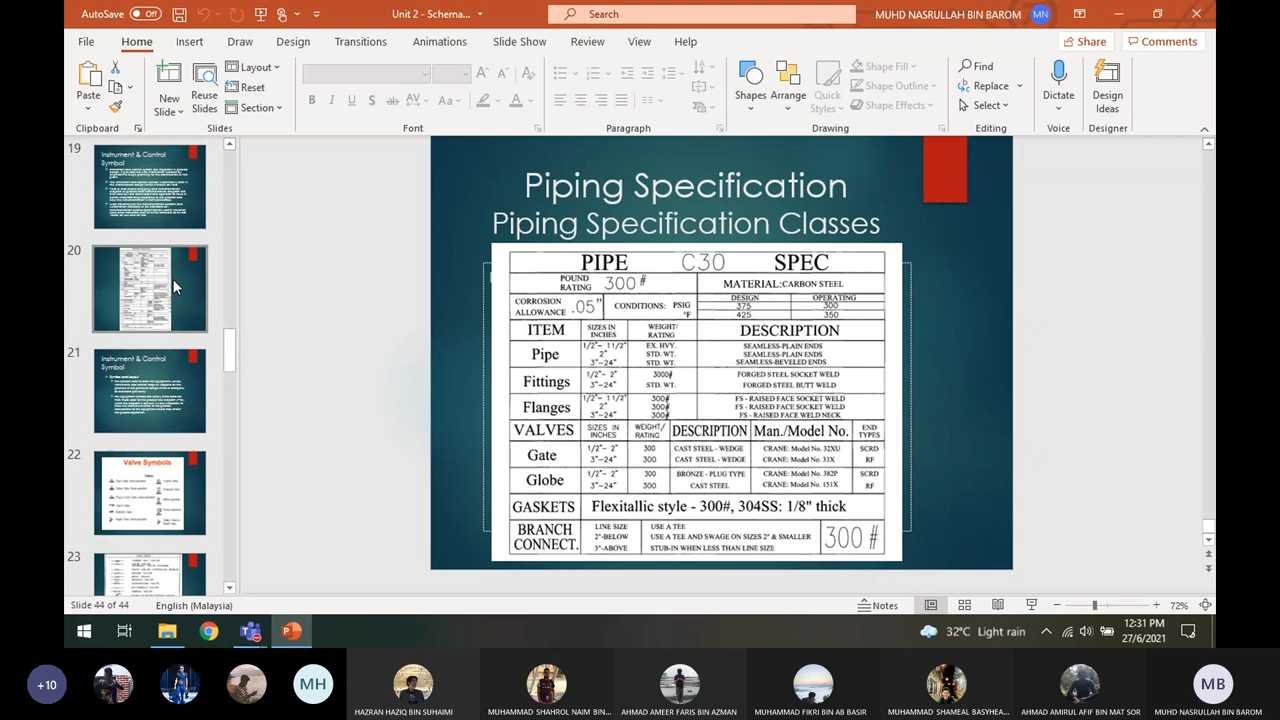 AutoSave Off Unit 2 - Schema... Search MUHD NASRULLAH BIN BAROM MN
File Home Insert Draw Design Transitions Animations Slide Show Review View Help Share Comments
Paste New Slide Reuse Slides Layout Reset Section Shapes Arrange Quick Styles Shape Fill Shape Outline Shape Effects Find Replace Select Dictate Design Ideas
Clipboard Slides Font Paragraph Drawing Editing Voice Designer
19
Instrument & Control
Symbol
20
21
Instrument & Control
Symbol
22
Valve Symbols
23
Piping Specification
Piping Specification Classes
PIPE C30 SPEC
POUND RATING 300 # MATERIAL: CARBON STEEL
CORROSION ALLOWANCE .05" CONDITIONS: PSIG °F
DESIGN OPERATING
375 300
425 350
ITEM SIZES IN INCHES WEIGHT/ RATING DESCRIPTION
Pipe 1/2"- 11/2" EX. HVY. SEAMLESS-PLAIN ENDS
2" STD. WT. SEAMLESS-PLAIN ENDS
3"-24" STD. WT. SEAMLESS-BEVELED ENDS
Fittings 1/2"- 2" 3000# FORGED STEEL SOCKET WELD
3"-24" STD. WT. FORGED STEEL BUTT WELD
Flanges 1/2"- 11/2" 300# FS - RAISED FACE SOCKET WELD
2" 300# FS - RAISED FACE SOCKET WELD
3"-24" 300# FS - RAISED FACE WELD NECK
VALVES SIZES IN INCHES WEIGHT/ RATING DESCRIPTION Man./Model No. END TYPES
Gate 1/2"- 2" 300 CAST STEEL - WEDGE CRANE: Model No. 32XU SCRD
3"-24" 300 CAST STEEL - WEDGE CRANE: Model No. 33X RF
Globe 1/2"- 2" 300 BRONZE - PLUG TYPE CRANE: Model No. 382P SCRD
3"-24" 300 CAST STEEL CRANE: Model No. 151X RF
GASKETS Flexitallic style - 300#, 304SS: 1/8" thick
BRANCH CONNECT. LINE SIZE USE A TEE 300 #
2"-BELOW USE A TEE AND SWAGE ON SIZES 2" & SMALLER
3"-ABOVE STUB-IN WHEN LESS THAN LINE SIZE
Slide 44 of 44 English (Malaysia) Notes 72%
32°C Light rain 12:31 PM
27/6/2021
+10 MH MB
HAZRAN HAZIQ BIN SUHAIMI MUHAMMAD SHAHROL NAIM BIN... AHMAD AMEER FARIS BIN AZMAN MUHAMMAD FIKRI BIN AB BASIR MUHAMMAD SHAMEAL BASYHEA... AHMAD AMIRUL AFIF BIN MAT SOR MUHD NASRULLAH BIN BAROM